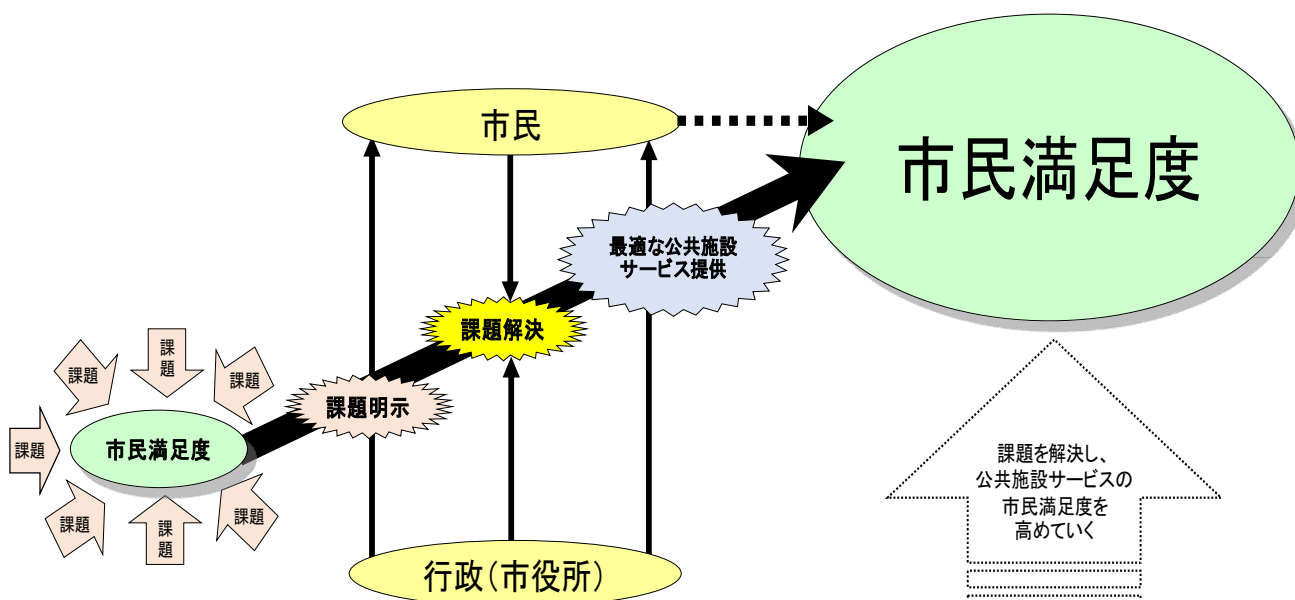 市民
市民満足度
最適な公共施設
サービス提供
課題解決
課題明示
課題
課題
課題
課題
市民満足度
課題
課題
課題
行政(市役所)
課題を解決し、
公共施設サービスの
市民満足度を
高めていく